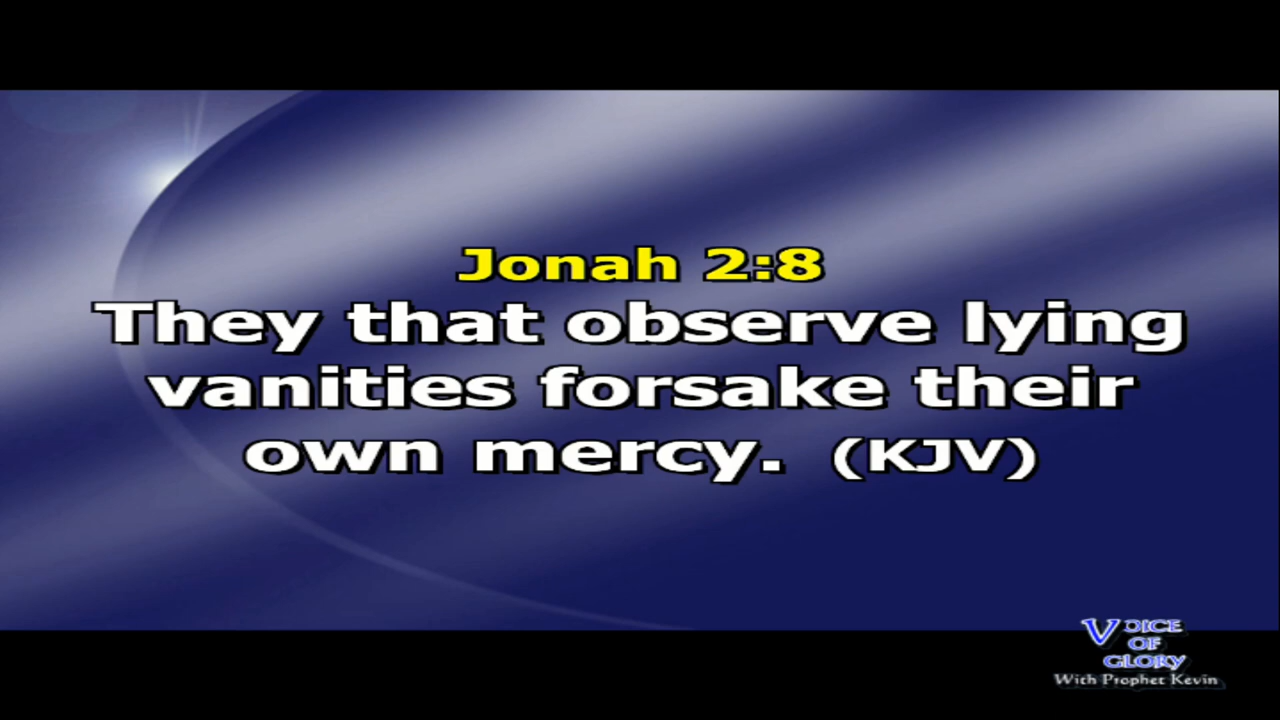 Jonah 2:8
They that observe lying
vanities forsake their
own mercy. (KJV)
VOICE
OF
GLORY
With Prophet Kevin